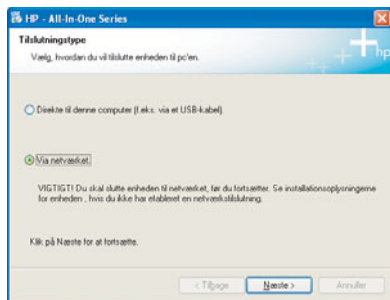 HP - All-In-One Series
Tilslutningstype
Vælg, hvordan du vil tilslutte enheden til pc'en.
hp
Direkte til denne computer (f.eks. via et USB-kabel)
Via netværket.
VIGTIGT! Du skal slutte enheden til netværket, før du fortsætter. Se installationsoplysningerne
for enheden , hvis du ikke har etableret en netværkstilslutning.
Klik på Næste for at fortsætte.
< Tilbage Næste > Annuller